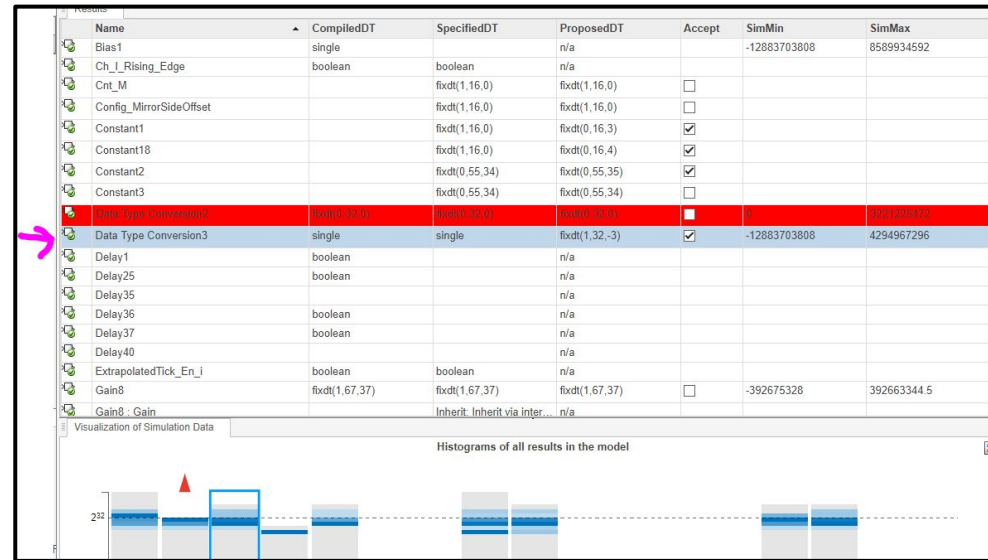 Results
Name CompiledDT SpecifiedDT ProposedDT Accept SimMin SimMax
Bias1 single n/a -12883703808 8589934592
Ch_I_Rising_Edge boolean boolean n/a
Cnt_M fixdt(1,16,0) fixdt(1,16,0)
Config_MirrorSideOffset fixdt(1,16,0) fixdt(1,16,0)
Constant1 fixdt(1,16,0) fixdt(0,16,3)
Constant18 fixdt(1,16,0) fixdt(0,16,4)
Constant2 fixdt(0,55,34) fixdt(0,55,35)
Constant3 fixdt(0,55,34) fixdt(0,55,34)
Data Type Conversion2 fixdt(0,32,0) fixdt(0,32,0) fixdt(0,32,0) 0 3221225472
Data Type Conversion3 single single fixdt(1,32,-3) -12883703808 4294967296
Delay1 boolean n/a
Delay25 boolean n/a
Delay35 n/a
Delay36 boolean n/a
Delay37 boolean n/a
Delay40 n/a
ExtrapolatedTick_En_i boolean boolean n/a
Gain8 fixdt(1,67,37) fixdt(1,67,37) fixdt(1,67,37) -392675328 392663344.5
Gain8 : Gain Inherit: Inherit via inter... n/a
Visualization of Simulation Data
Histograms of all results in the model
2³²